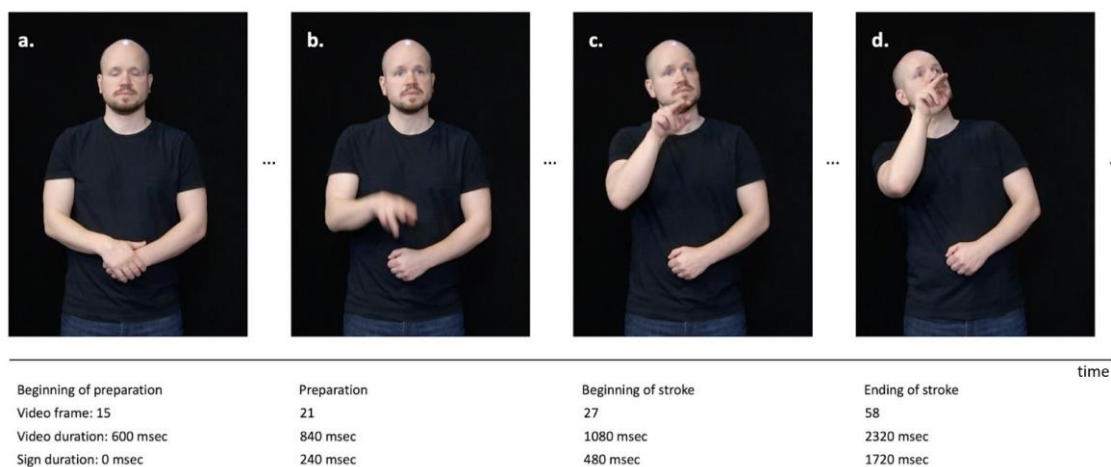 a.
b.
c.
d.
...
...
...
time
Beginning of preparation
Preparation
Beginning of stroke
Ending of stroke
Video frame: 15
21
27
58
Video duration: 600 msec
840 msec
1080 msec
2320 msec
Sign duration: 0 msec
240 msec
480 msec
1720 msec